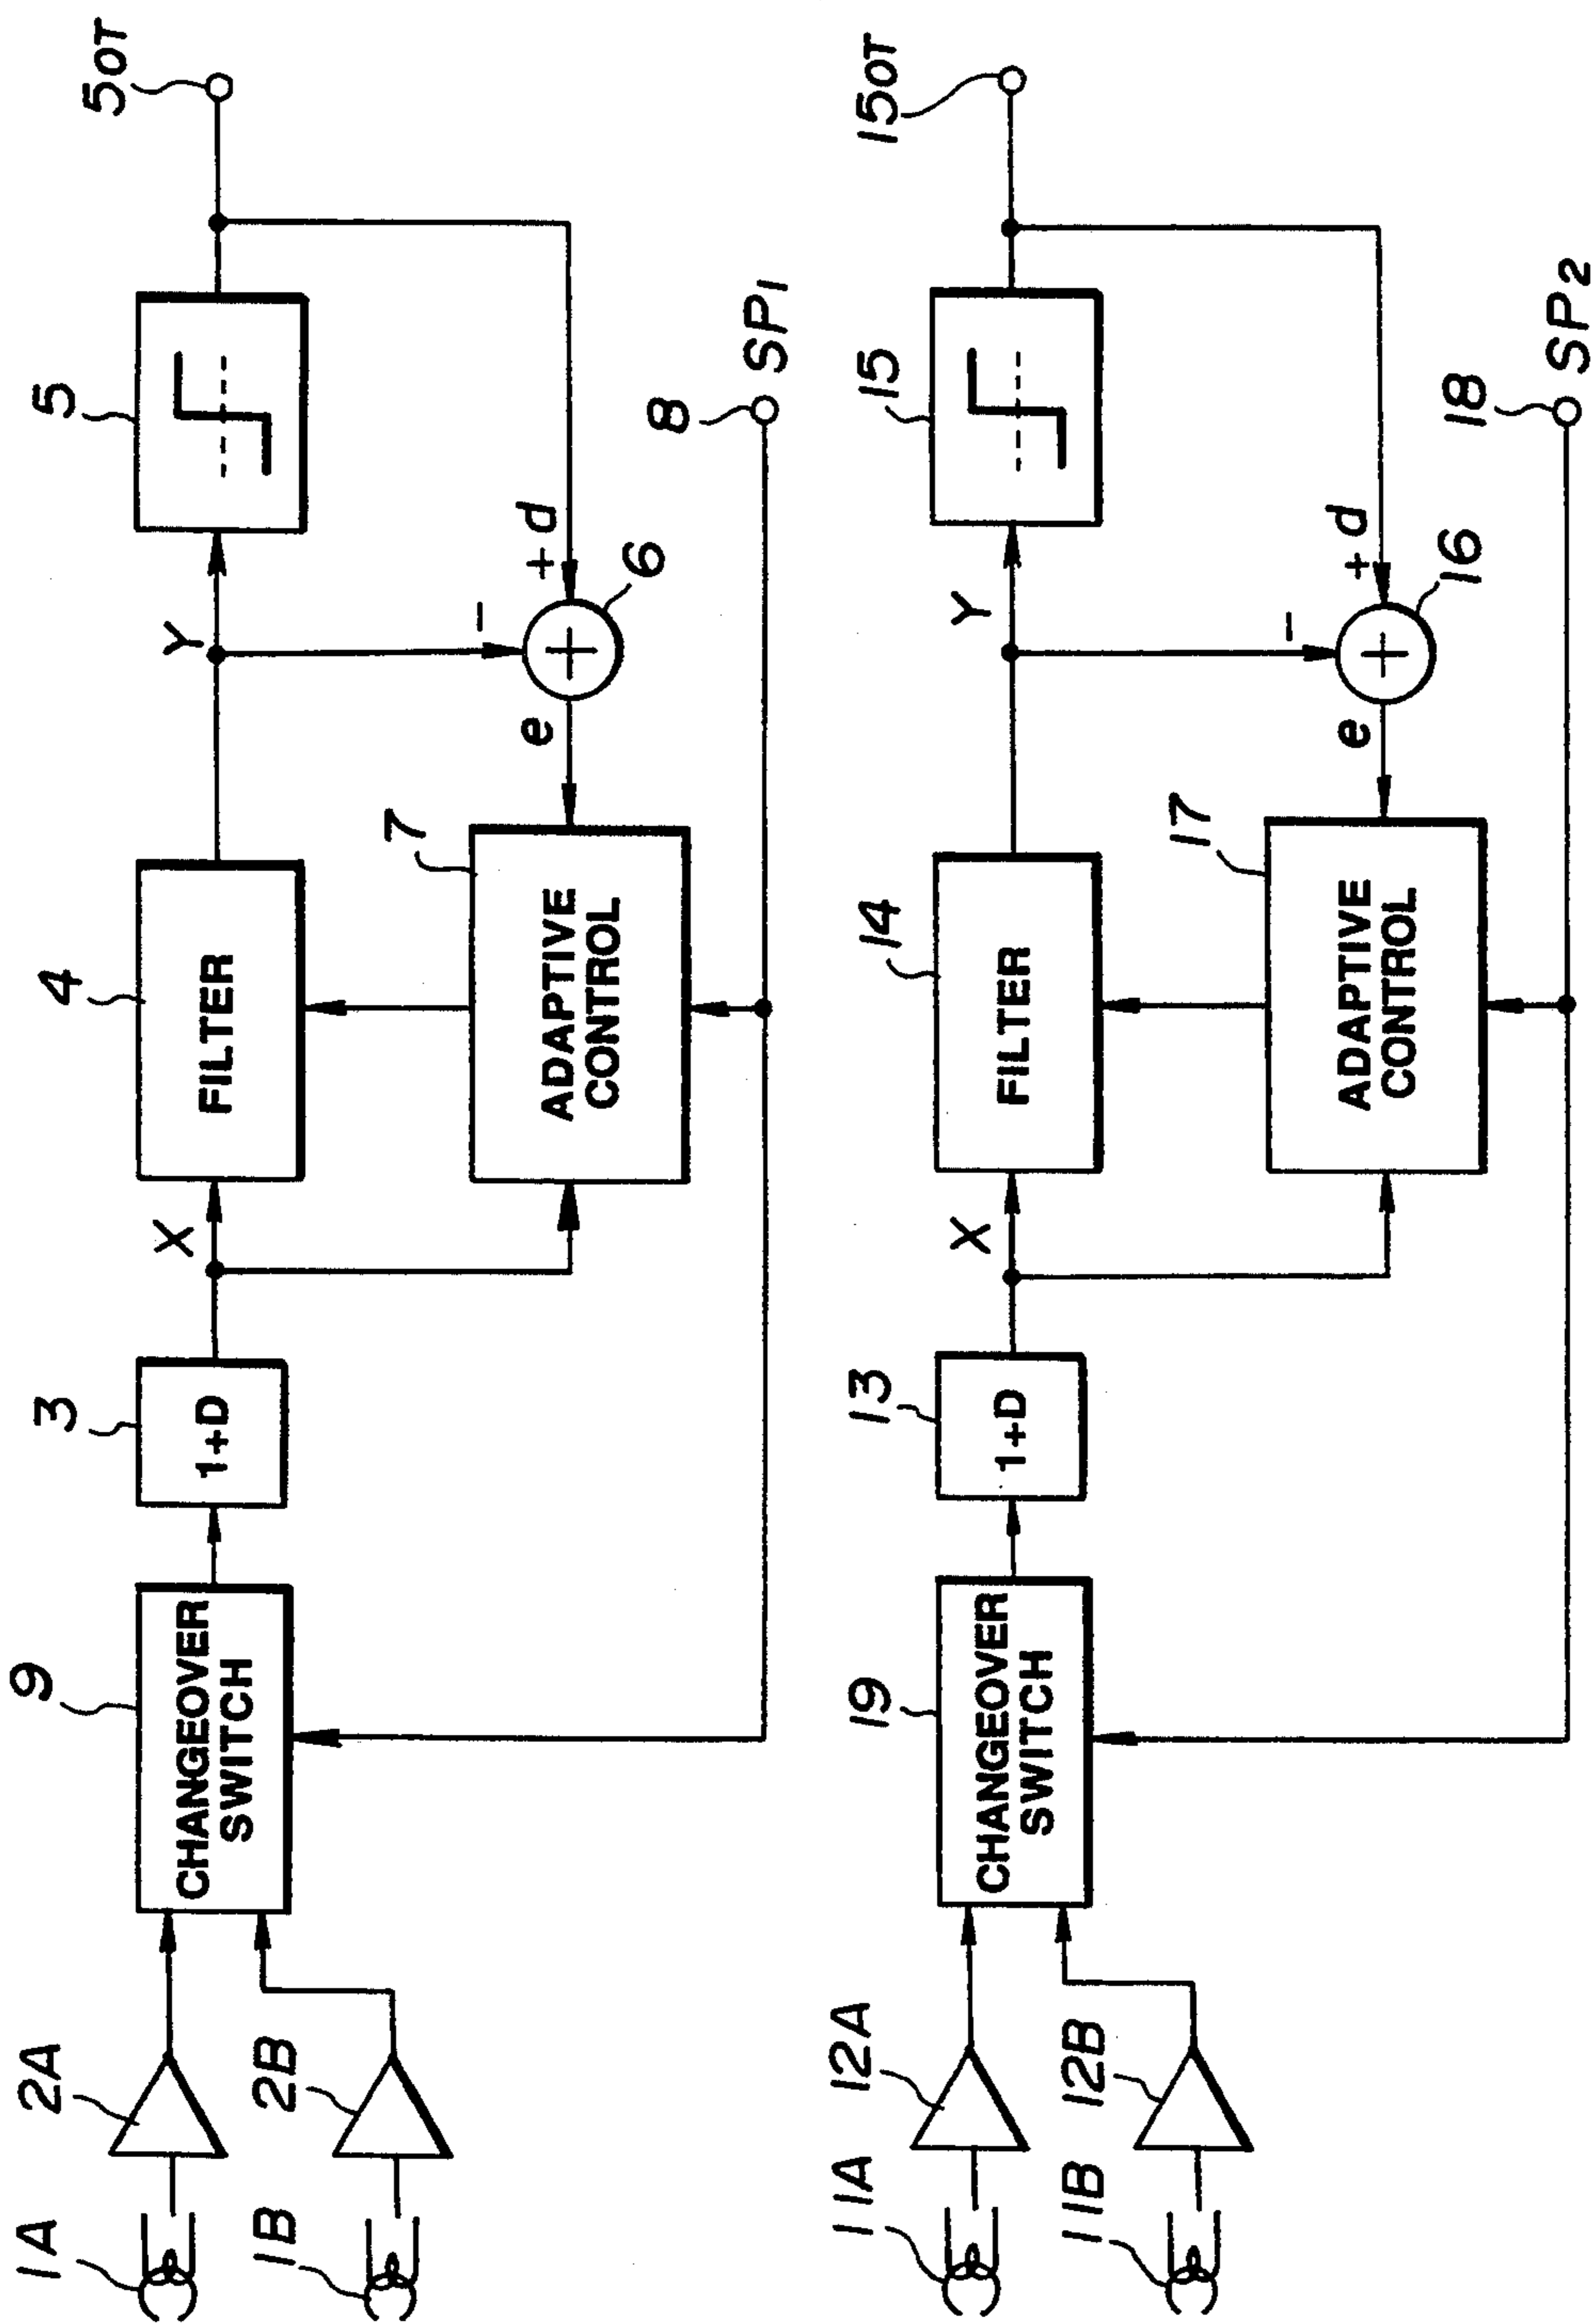 1A
2A
1B
2B
9
CHANGEOVER
SWITCH
3
1+D
X
4
FILTER
7
ADAPTIVE
CONTROL
Y
-
e
+
+ d
6
5
5OT
8
SP1
11A
12A
11B
12B
19
CHANGEOVER
SWITCH
13
1+D
X
14
FILTER
17
ADAPTIVE
CONTROL
Y
-
e
+
+ d
16
15
15OT
18
SP2